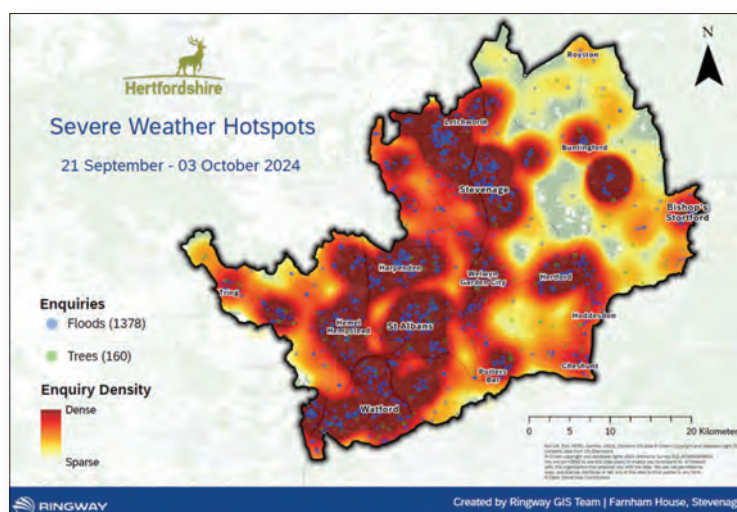 Hertfordshire
Severe Weather Hotspots
21 September - 03 October 2024
N
Royston
Letchworth
Buntingford
Stevenage
Bishop's
Stortford
Harpenden
Welwyn
Garden City
Hertford
Tring
Hemel
Hempstead
St Albans
Hoddesdon
Potters
Bar
Cheshunt
Watford
Enquiries
Floods (1378)
Trees (160)
Enquiry Density
Dense
Sparse
0 5 10 20 Kilometer
RINGWAY
Created by Ringway GIS Team | Farnham House, Stevenag